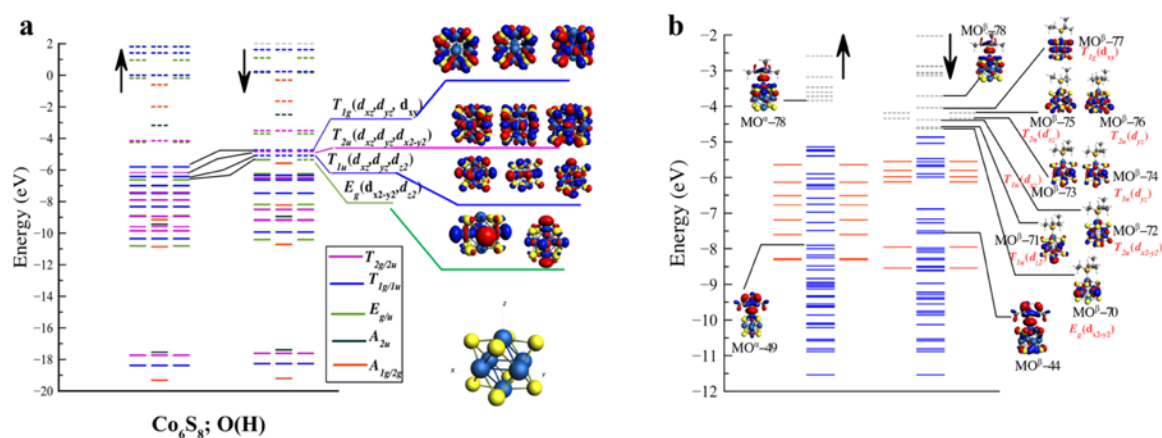 a
Energy (eV)
2
0
−2
−4
−6
−8
−10
−12
−14
−16
−18
−20
T1g(dxz,dyz,dxy)
T2u(dxz,dyz,dx2-y2)
T1u(dxz,dyz,dz2)
Eg(dx2-y2,dz2)
T2g/2u
T1g/1u
Eg/u
A2u
A1g/2g
z
x
Y
Co6S8; O(H)
b
Energy (eV)
−2
−3
−4
−5
−6
−7
−8
−9
−10
−11
−12
MOα−78
MOα−49
MOβ−78
MOβ−77
T1g(dxy)
MOβ−75
MOβ−76
T2u(dxz)
T2u(dyz)
MOβ−74
MOβ−73
T1u(dyz)
MOβ−71
MOβ−72
T1u(dz2)
T2u(dx2-y2)
MOβ−70
Eg(dx2-y2)
MOβ−44